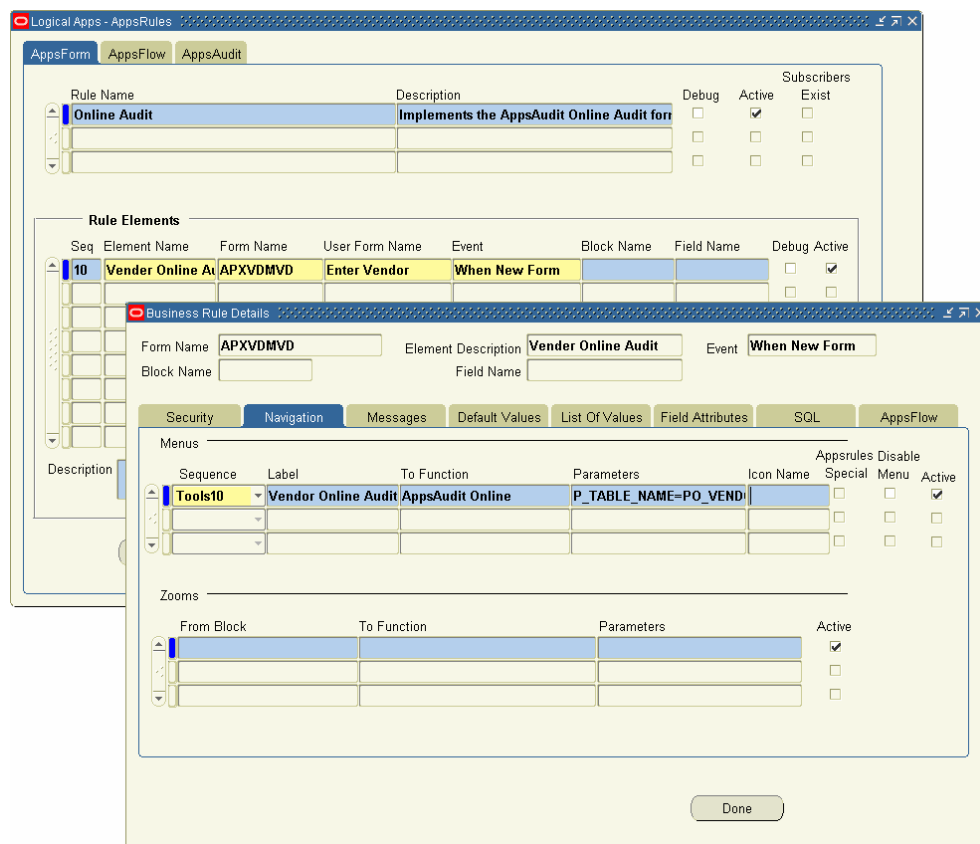 Logical Apps - AppsRules
AppsForm AppsFlow AppsAudit
Subscribers
Rule Name Description Debug Active Exist
Online Audit Implements the AppsAudit Online Audit forr
Rule Elements
Seq Element Name Form Name User Form Name Event Block Name Field Name Debug Active
10 Vender Online Au APXVDMVD Enter Vendor When New Form
Description
Business Rule Details
Form Name APXVDMVD Element Description Vender Online Audit Event When New Form
Block Name Field Name
Security Navigation Messages Default Values List Of Values Field Attributes SQL AppsFlow
Menus
Appsrules Disable
Sequence Label To Function Parameters Icon Name Special Menu Active
Tools10 Vendor Online Audit AppsAudit Online P_TABLE_NAME=PO_VEND
Zooms
From Block To Function Parameters Active
Done